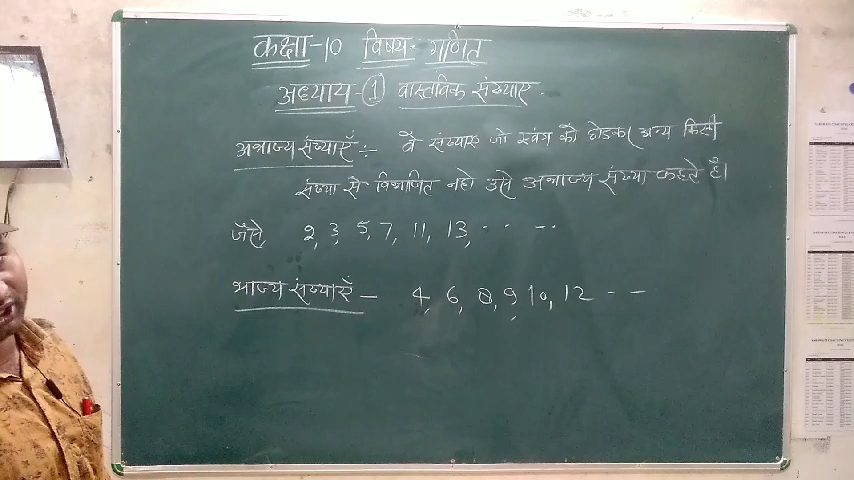 कक्षा-10 विषय- गणित
अध्याय-1 वास्तविक संख्याएं.
अभाज्य संख्याएँ:- वे संख्याएं जो स्वंय को छोडकर अन्य किसी
संख्या से विभाजित नहो उसे अभाज्य संख्या कहते हैं।
जैसे 2, 3, 5, 7, 11, 13, -- --
भाज्य संख्याएँ - 4, 6, 8, 9, 10, 12 --